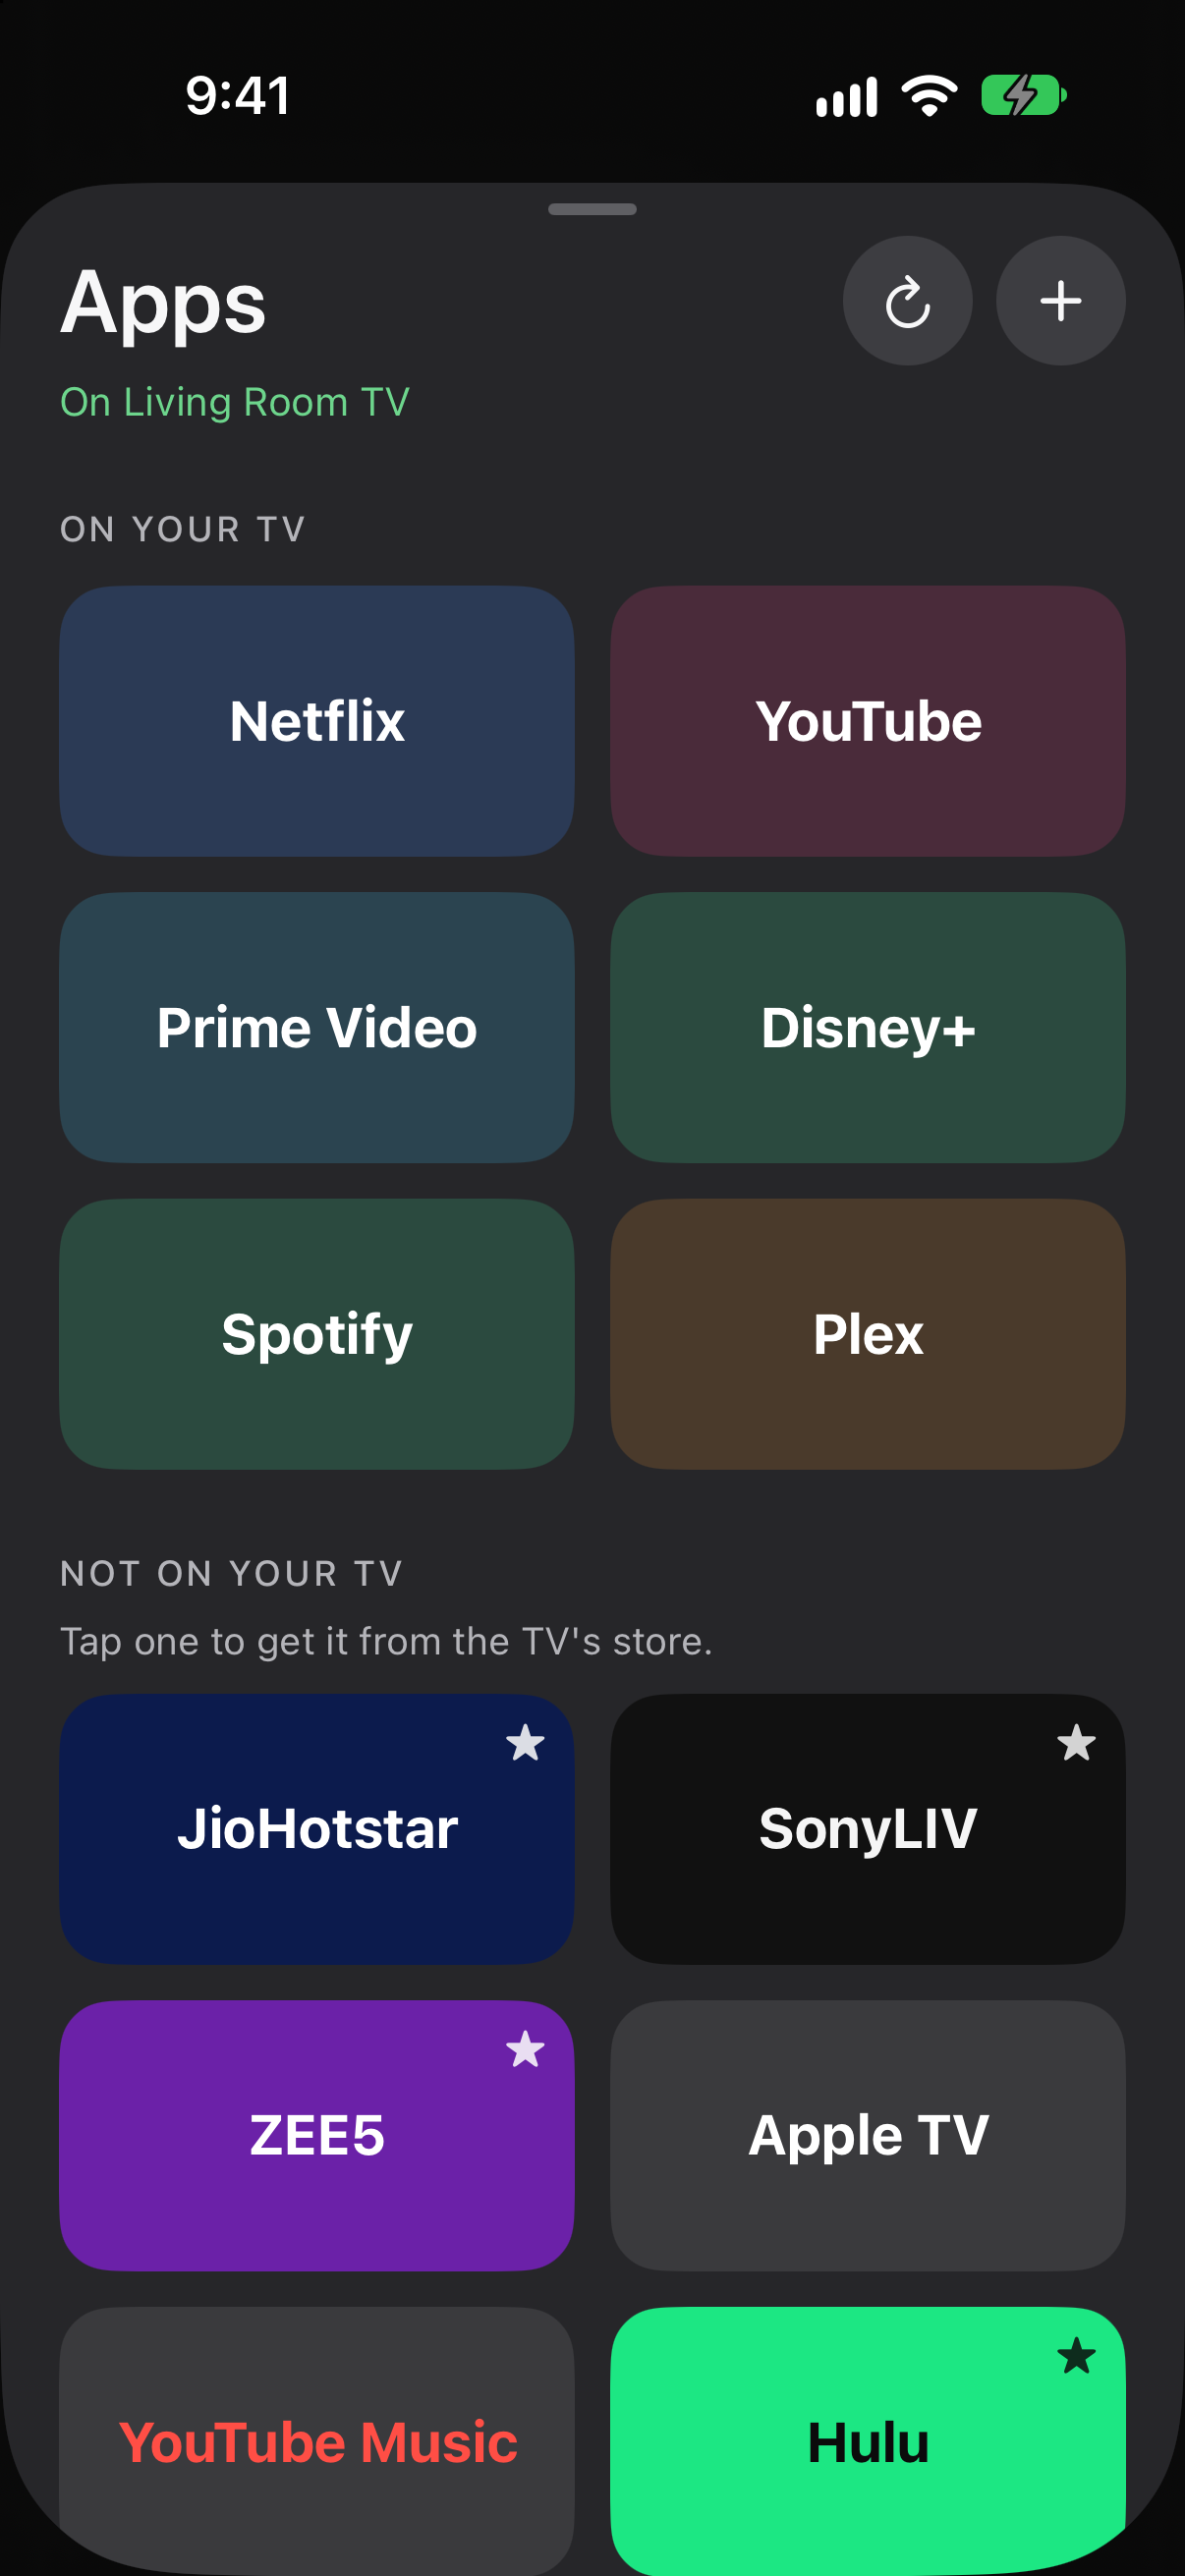 9:41
Apps
On Living Room TV
ON YOUR TV
Netflix
YouTube
Prime Video
Disney+
Spotify
Plex
NOT ON YOUR TV
Tap one to get it from the TV's store.
JioHotstar
SonyLIV
ZEE5
Apple TV
YouTube Music
Hulu